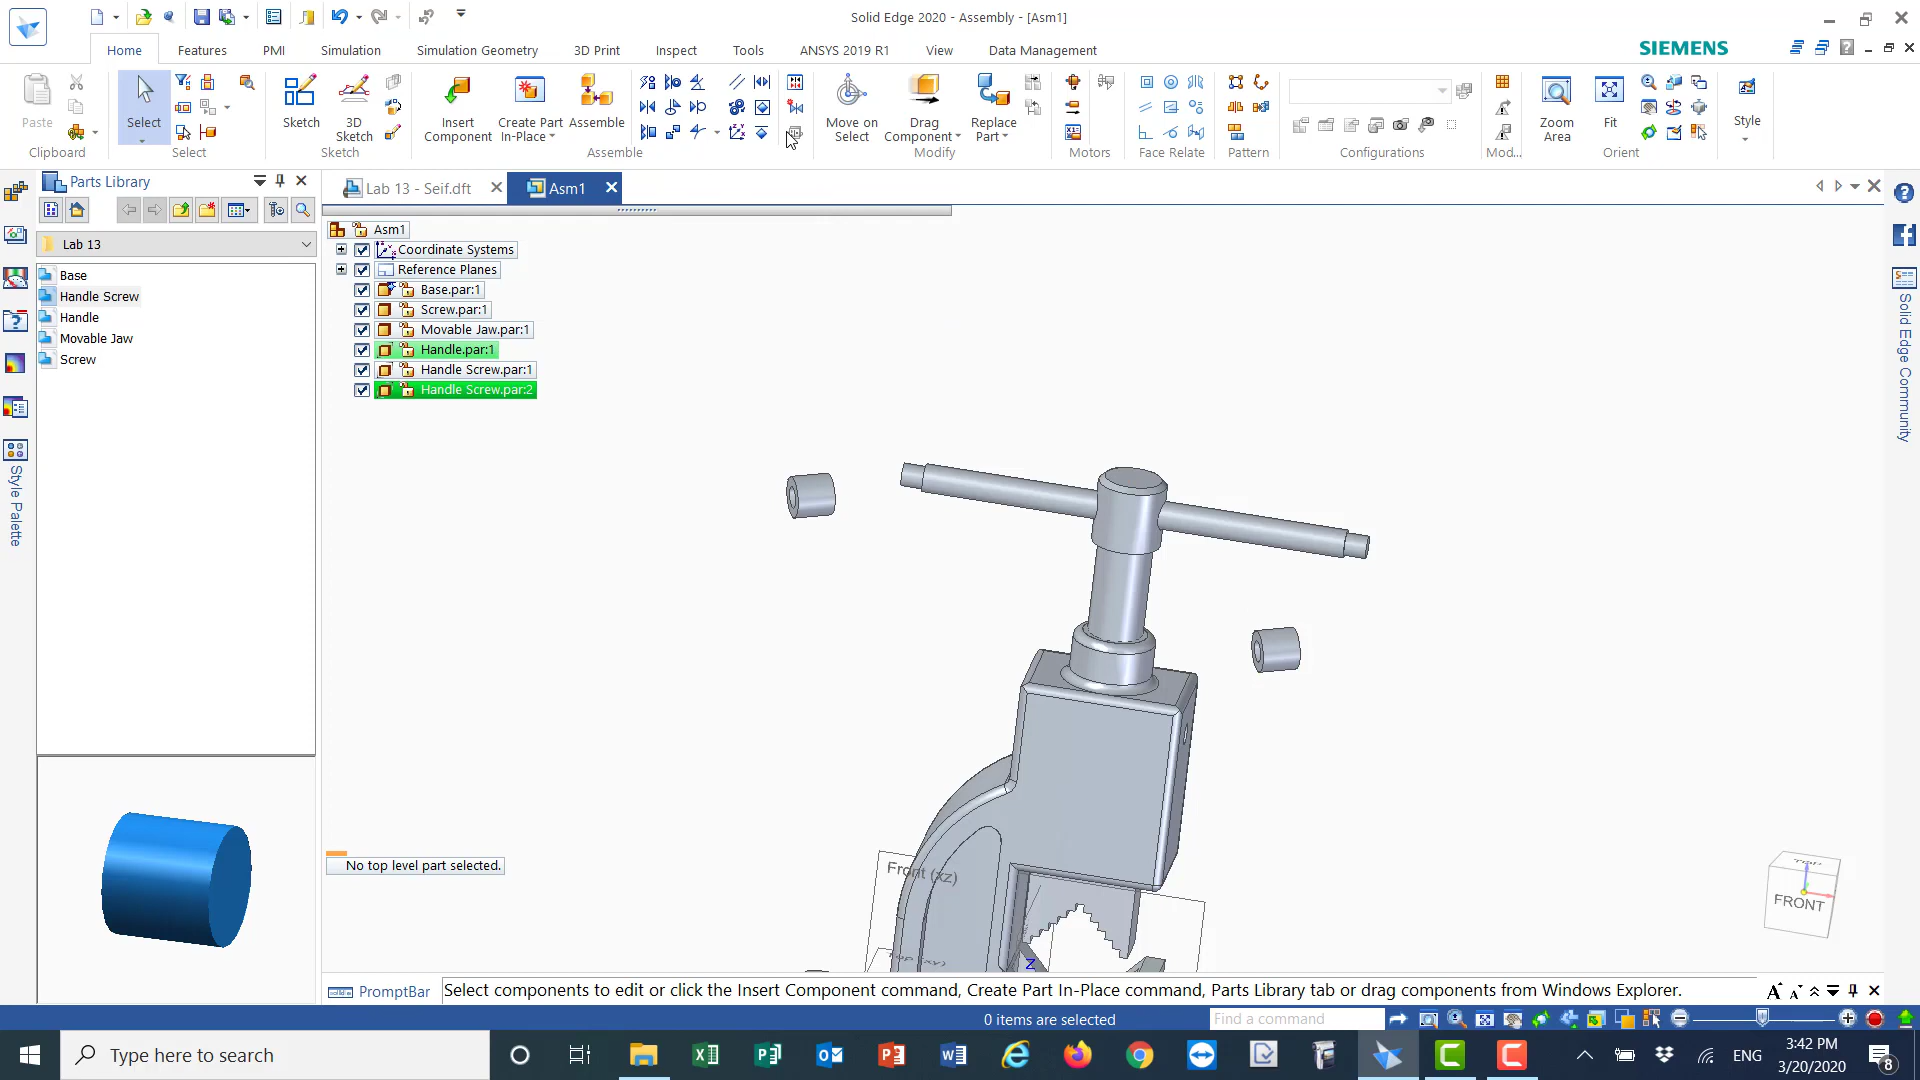 Solid Edge 2020 - Assembly - [Asm1]
Home Features PMI Simulation Simulation Geometry 3D Print Inspect Tools ANSYS 2019 R1 View Data Management SIEMENS
Paste Select Sketch 3D Sketch Insert Component Create Part In-Place Assemble Move on Select Drag Component Replace Part Zoom Area Fit Style
Clipboard Select Sketch Assemble Modify Motors Face Relate Pattern Configurations Mod... Orient
Parts Library
Lab 13 - Seif.dft Asm1
Lab 13
Base
Handle Screw
Handle
Movable Jaw
Screw
Asm1
Coordinate Systems
Reference Planes
Base.par:1
Screw.par:1
Movable Jaw.par:1
Handle.par:1
Handle Screw.par:1
Handle Screw.par:2
Solid Edge Community
Style Palette
No top level part selected.
Front (xz)
Top (xy)
Z
TOP
FRONT
PromptBar Select components to edit or click the Insert Component command, Create Part In-Place command, Parts Library tab or drag components from Windows Explorer.
0 items are selected Find a command
Type here to search
ENG
3:42 PM
3/20/2020
8